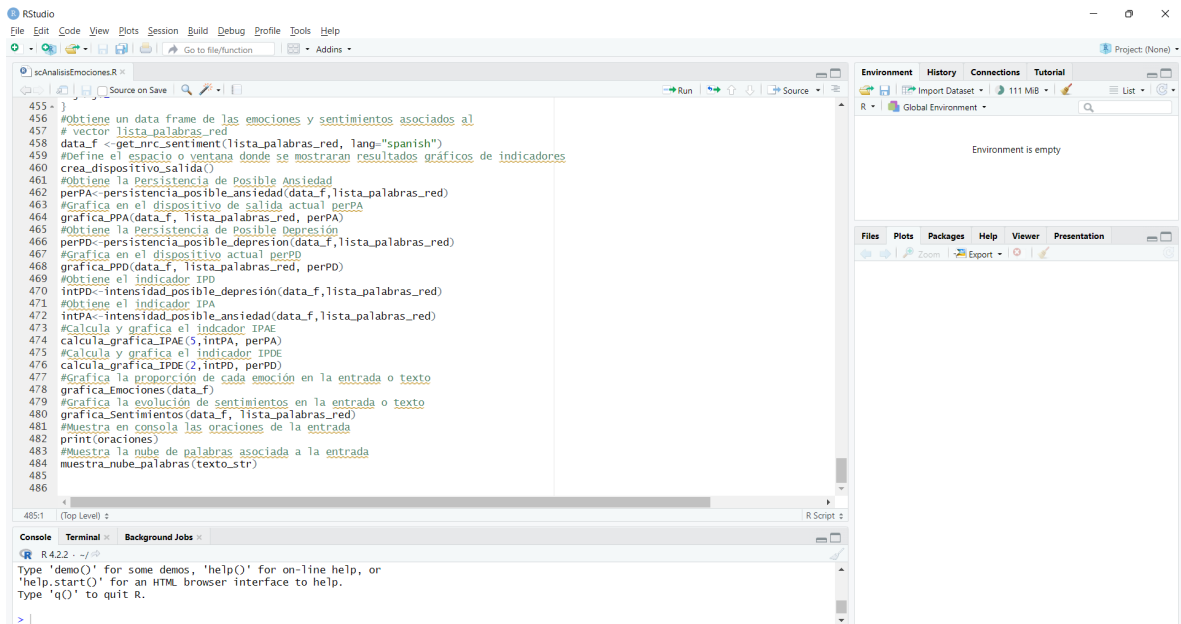 RStudio
File Edit Code View Plots Session Build Debug Profile Tools Help
Go to file/function Addins Project: (None)
scAnalisisEmociones.R
Source on Save Run Source
455 }
456 #Obtiene un data frame de las emociones y sentimientos asociados al
457 # vector lista_palabras_red
458 data_f <-get_nrc_sentiment(lista_palabras_red, lang="spanish")
459 #Define el espacio o ventana donde se mostraran resultados gráficos de indicadores
460 crea_dispositivo_salida()
461 #Obtiene la Persistencia de Posible Ansiedad
462 perPA<-persistencia_posible_ansiedad(data_f,lista_palabras_red)
463 #Grafica en el dispositivo de salida actual perPA
464 grafica_PPA(data_f, lista_palabras_red, perPA)
465 #Obtiene la Persistencia de Posible Depresión
466 perPD<-persistencia_posible_depresion(data_f,lista_palabras_red)
467 #Grafica en el dispositivo actual perPD
468 grafica_PPD(data_f, lista_palabras_red, perPD)
469 #Obtiene el indicador IPD
470 intPD<-intensidad_posible_depresión(data_f,lista_palabras_red)
471 #Obtiene el indicador IPA
472 intPA<-intensidad_posible_ansiedad(data_f,lista_palabras_red)
473 #Calcula y grafica el indcador IPAE
474 calcula_grafica_IPAE(5,intPA, perPA)
475 #Calcula y grafica el indicador IPDE
476 calcula_grafica_IPDE(2,intPD, perPD)
477 #Grafica la proporción de cada emoción en la entrada o texto
478 grafica_Emociones(data_f)
479 #Grafica la evolución de sentimientos en la entrada o texto
480 grafica_Sentimientos(data_f, lista_palabras_red)
481 #Muestra en consola las oraciones de la entrada
482 print(oraciones)
483 #Muestra la nube de palabras asociada a la entrada
484 muestra_nube_palabras(texto_str)
485
486
485:1 (Top Level) R Script
Console Terminal Background Jobs
R 4.2.2 · ~/
Type 'demo()' for some demos, 'help()' for on-line help, or
'help.start()' for an HTML browser interface to help.
Type 'q()' to quit R.
>
Environment History Connections Tutorial
Import Dataset 111 MiB List
R Global Environment
Environment is empty
Files Plots Packages Help Viewer Presentation
Zoom Export